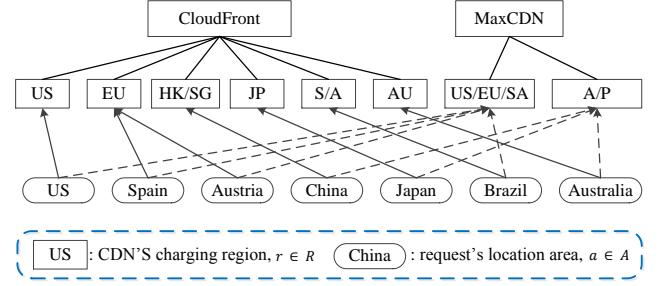 CloudFront MaxCDN
US EU HK/SG JP S/A AU US/EU/SA A/P
US Spain Austria China Japan Brazil Australia
US : CDN'S charging region, r ∈ R China : request's location area, a ∈ A